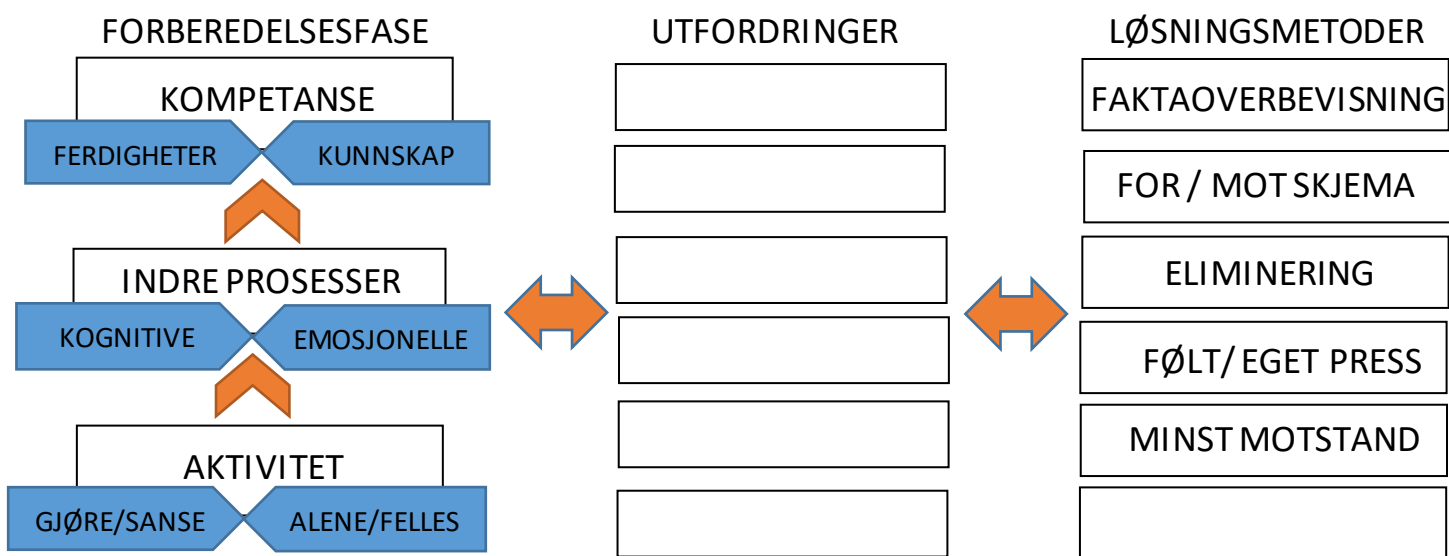 FORBEREDELSESFASE
KOMPETANSE
FERDIGHETER
KUNNSKAP
INDRE PROSESSER
KOGNITIVE
EMOSJONELLE
AKTIVITET
GJØRE/SANSE
ALENE/FELLES
UTFORDRINGER
LØSNINGSMETODER
FAKTAOVERBEVISNING
FOR / MOT SKJEMA
ELIMINERING
FØLT/ EGET PRESS
MINST MOTSTAND